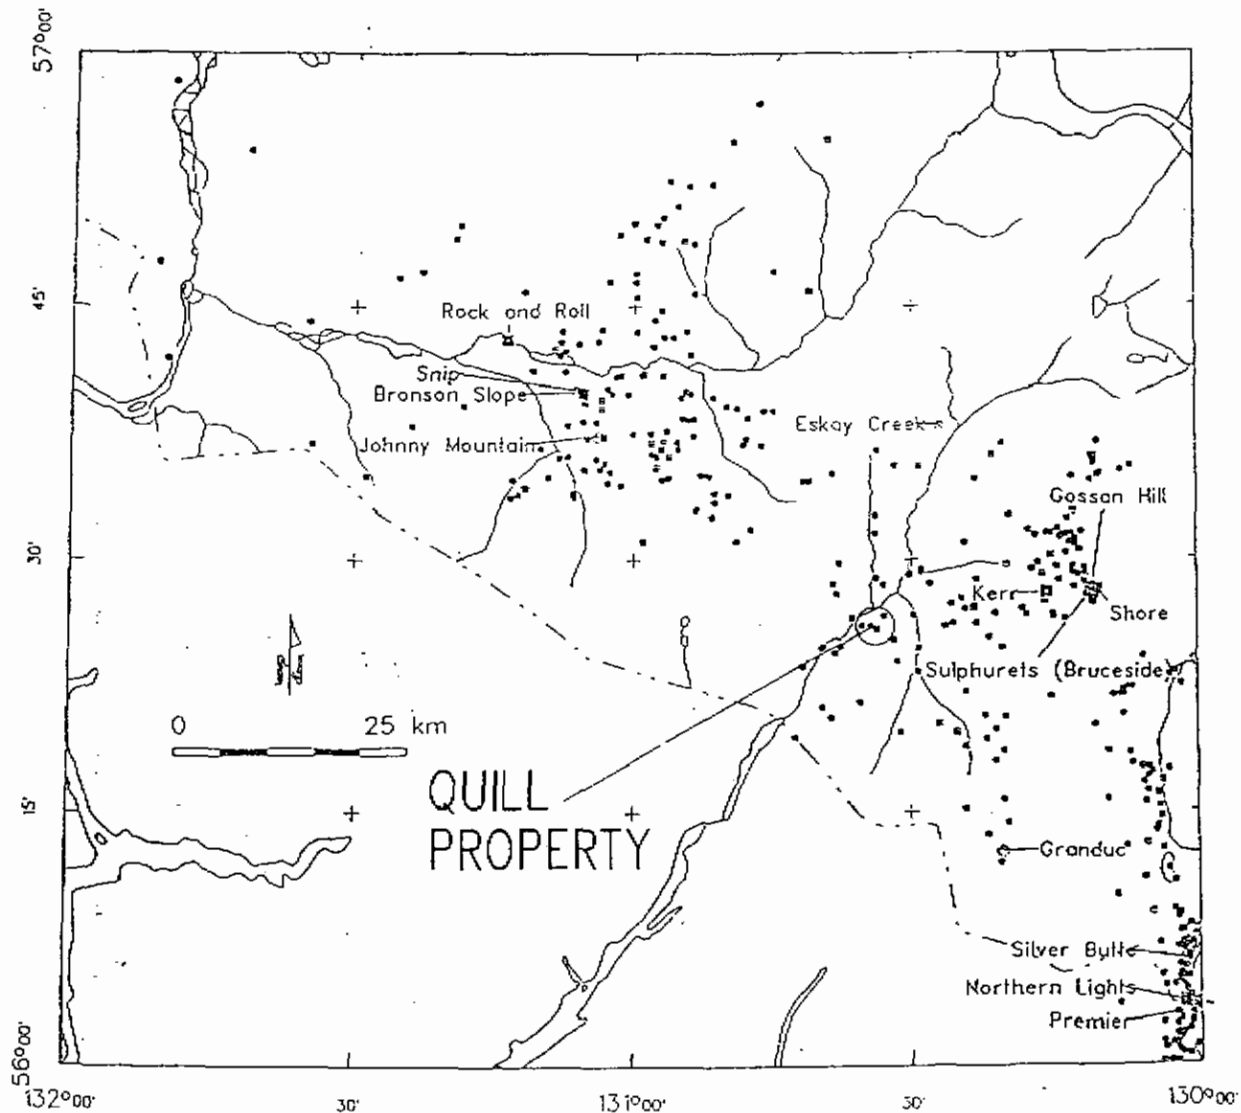 57°00'
Rock and Roll
45'
Snip
Bronson Slope
Eskay Creek
Johnny Mountain
Gossan Hill
30'
Kerr
Shore
Sulphurets (Bruceside)
0 25 km
QUILL
PROPERTY
15'
Granduc
Silver Butte
Northern Lights
Premier
56°00'
132°00' 30' 131°00' 30' 130°00'